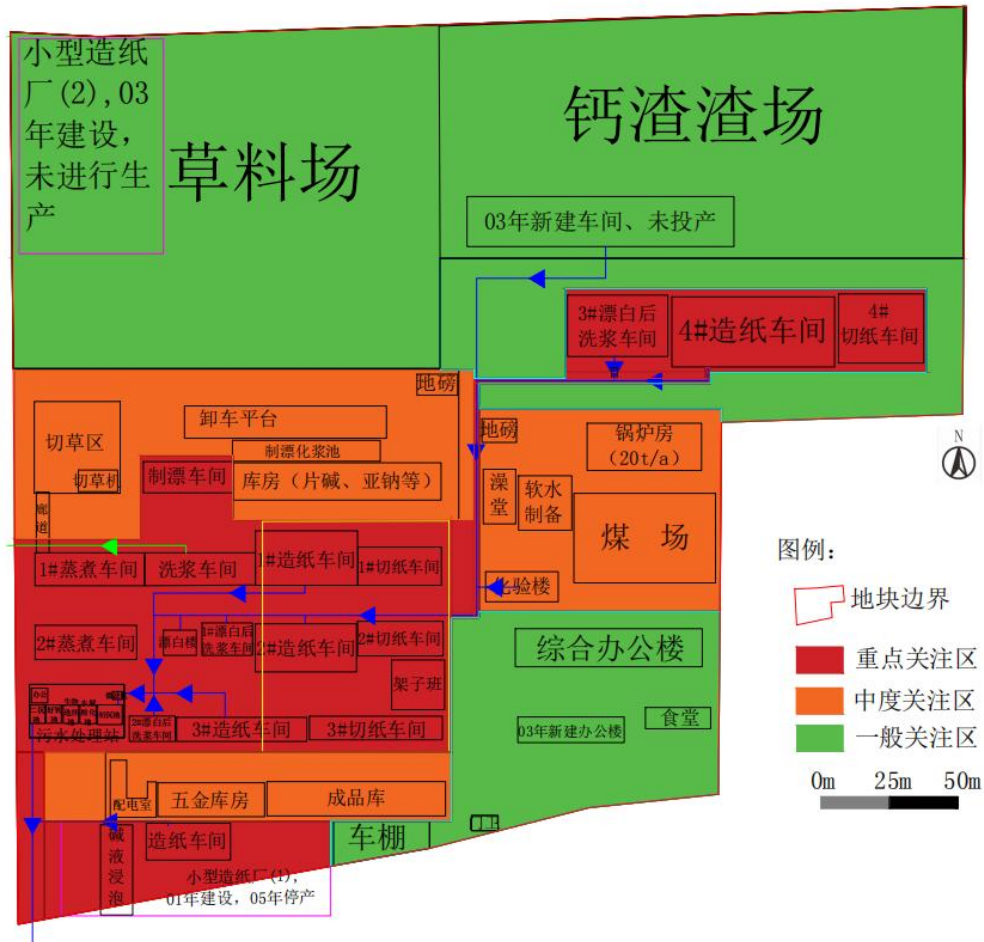 小型造纸
厂(2),03
年建设，
未进行生
产
草料场
钙渣渣场
03年新建车间、未投产
3#漂白后
洗浆车间
4#造纸车间
4#
切纸车间
地磅
卸车平台
切草区
制漂化浆池
切草机
制漂车间
库房（片碱、亚钠等）
廊道
地磅
锅炉房
（20t/a）
澡堂
软水
制备
煤 场
N
1#蒸煮车间
洗浆车间
1#造纸车间
1#切纸车间
化验楼
图例：
地块边界
重点关注区
中度关注区
一般关注区
0m 25m 50m
2#蒸煮车间
漂白楼
1#漂白后
洗浆车间
2#造纸车间
2#切纸车间
综合办公楼
架子班
办公
污水处理站
2#漂白后
洗浆车间
3#造纸车间
3#切纸车间
03年新建办公楼
食堂
配电室
五金库房
成品库
碱液浸泡
造纸车间
车棚
小型造纸厂(1),
01年建设，05年停产